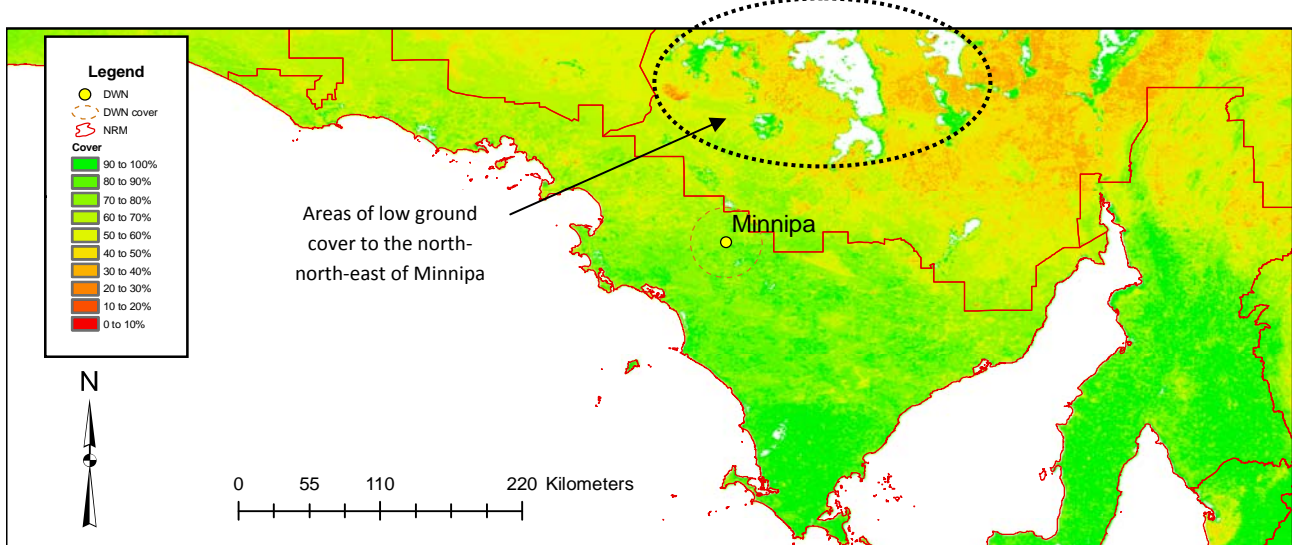 Legend
DWN
DWN cover
NRM
Cover
90 to 100%
80 to 90%
70 to 80%
60 to 70%
50 to 60%
40 to 50%
30 to 40%
20 to 30%
10 to 20%
0 to 10%
Areas of low ground
cover to the north-
north-east of Minnipa
Minnipa
N
0 55 110 220 Kilometers